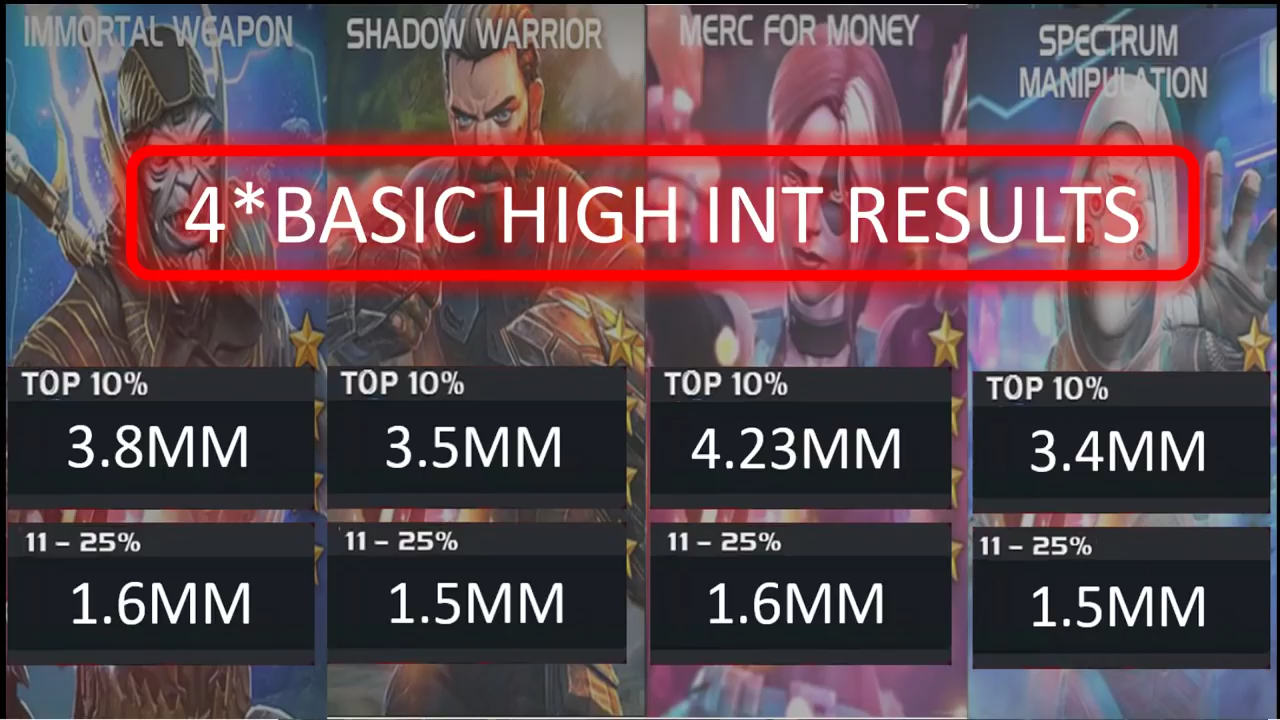 IMMORTAL WEAPON
SHADOW WARRIOR
MERC FOR MONEY
SPECTRUM
MANIPULATION
4*BASIC HIGH INT RESULTS
TOP 10%
3.8MM
TOP 10%
3.5MM
TOP 10%
4.23MM
TOP 10%
3.4MM
11 – 25%
1.6MM
11 – 25%
1.5MM
11 – 25%
1.6MM
11 – 25%
1.5MM